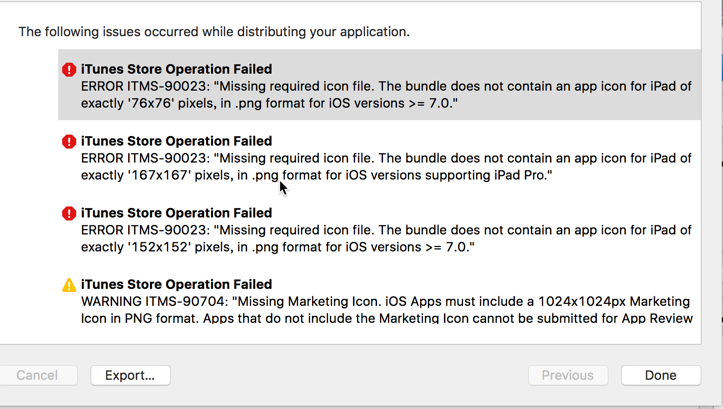 The following issues occurred while distributing your application.
iTunes Store Operation Failed
ERROR ITMS-90023: "Missing required icon file. The bundle does not contain an app icon for iPad of
exactly '76x76' pixels, in .png format for iOS versions >= 7.0."
iTunes Store Operation Failed
ERROR ITMS-90023: "Missing required icon file. The bundle does not contain an app icon for iPad of
exactly '167x167' pixels, in .png format for iOS versions supporting iPad Pro."
iTunes Store Operation Failed
ERROR ITMS-90023: "Missing required icon file. The bundle does not contain an app icon for iPad of
exactly '152x152' pixels, in .png format for iOS versions >= 7.0."
iTunes Store Operation Failed
WARNING ITMS-90704: "Missing Marketing Icon. iOS Apps must include a 1024x1024px Marketing
Icon in PNG format. Apps that do not include the Marketing Icon cannot be submitted for App Review
Cancel
Export...
Previous
Done